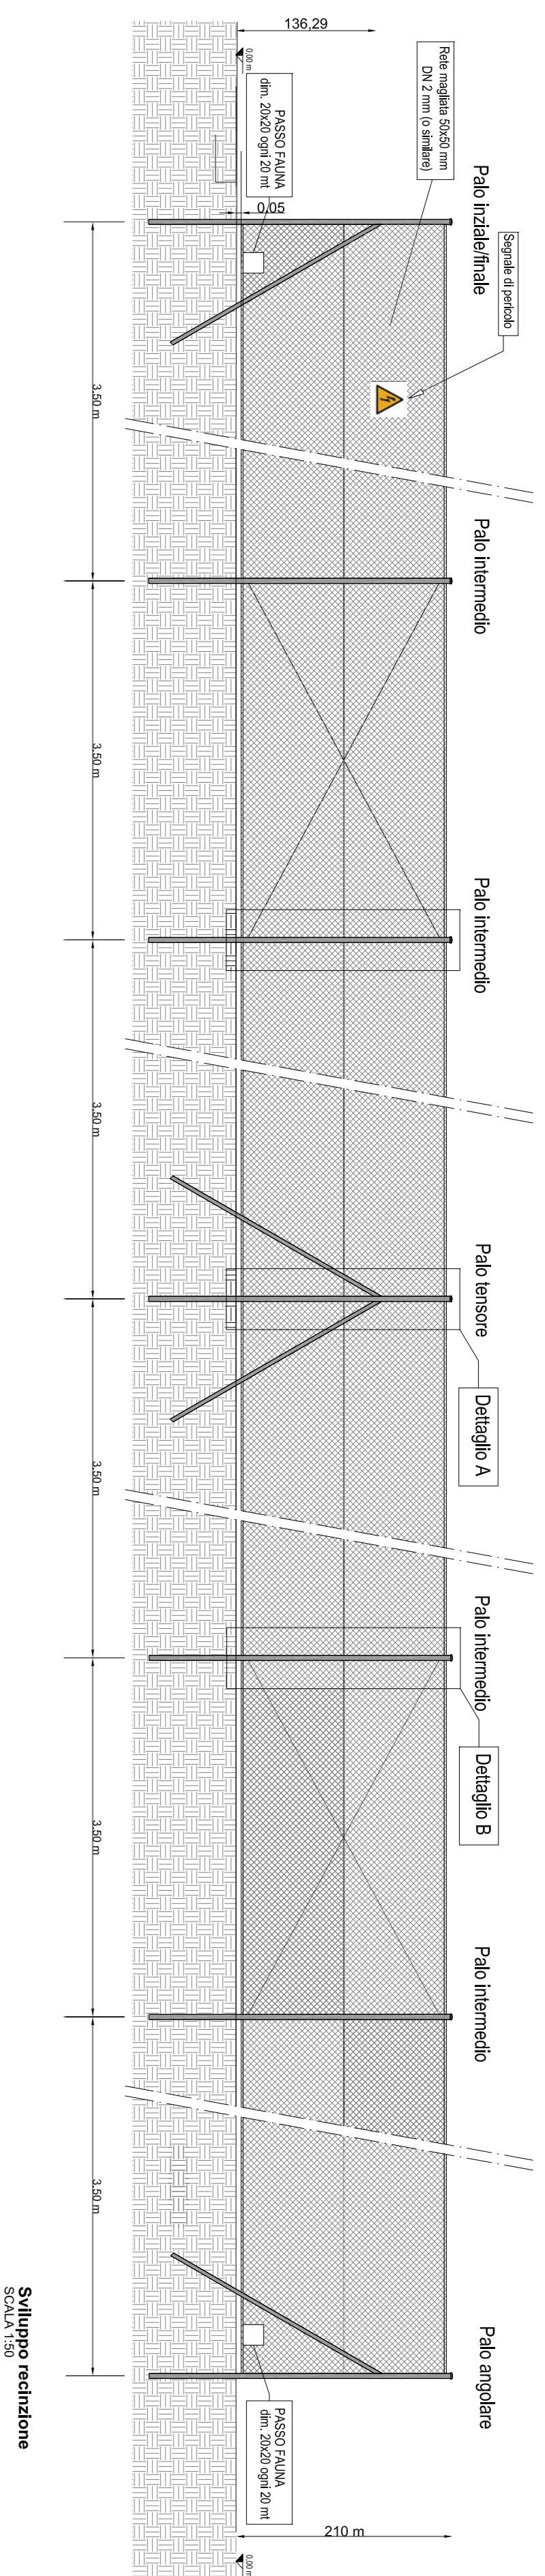 Segnale di pericolo
Rete magliata 50x50 mm
DN 2 mm (o similare)
Palo inziale/finale
Palo intermedio
Palo intermedio
Palo tensore
Dettaglio A
Palo intermedio
Dettaglio B
Palo intermedio
Palo angolare
136,29
0,00 m
PASSO FAUNA
dim. 20x20 ogni 20 mt
0,05
PASSO FAUNA
dim. 20x20 ogni 20 mt
210 m
0,00 m
3.50 m
3.50 m
3.50 m
3.50 m
3.50 m
3.50 m
Sviluppo recinzione
SCALA 1:50